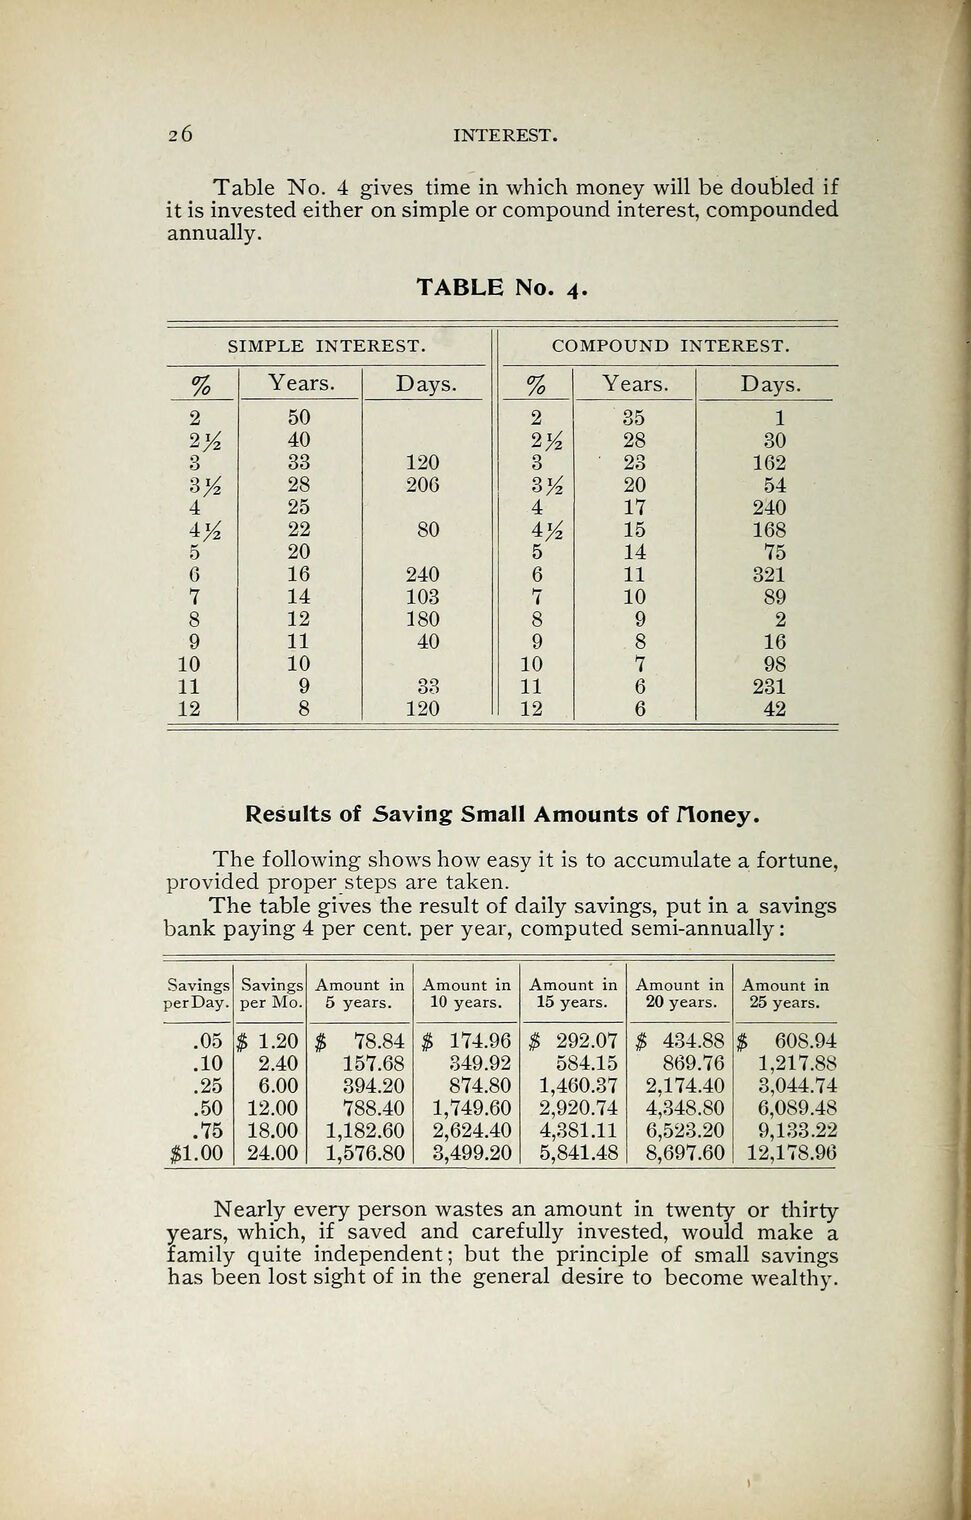 26 INTEREST.
Table No. 4 gives time in which money will be doubled if
it is invested either on simple or compound interest, compounded
annually.
TABLE No. 4.
SIMPLE INTEREST. COMPOUND INTEREST.
% Years. Days. % Years. Days.
2 50 2 35 1
2½ 40 2½ 28 30
3 33 120 3 23 162
3½ 28 206 3½ 20 54
4 25 4 17 240
4½ 22 80 4½ 15 168
5 20 5 14 75
6 16 240 6 11 321
7 14 103 7 10 89
8 12 180 8 9 2
9 11 40 9 8 16
10 10 10 7 98
11 9 33 11 6 231
12 8 120 12 6 42
Results of Saving Small Amounts of Money.
The following shows how easy it is to accumulate a fortune,
provided proper steps are taken.
The table gives the result of daily savings, put in a savings
bank paying 4 per cent. per year, computed semi-annually:
Savings Savings Amount in Amount in Amount in Amount in Amount in
per Day. per Mo. 5 years. 10 years. 15 years. 20 years. 25 years.
.05 $ 1.20 $ 78.84 $ 174.96 $ 292.07 $ 434.88 $ 608.94
.10 2.40 157.68 349.92 584.15 869.76 1,217.88
.25 6.00 394.20 874.80 1,460.37 2,174.40 3,044.74
.50 12.00 788.40 1,749.60 2,920.74 4,348.80 6,089.48
.75 18.00 1,182.60 2,624.40 4,381.11 6,523.20 9,133.22
$1.00 24.00 1,576.80 3,499.20 5,841.48 8,697.60 12,178.96
Nearly every person wastes an amount in twenty or thirty
years, which, if saved and carefully invested, would make a
family quite independent; but the principle of small savings
has been lost sight of in the general desire to become wealthy.